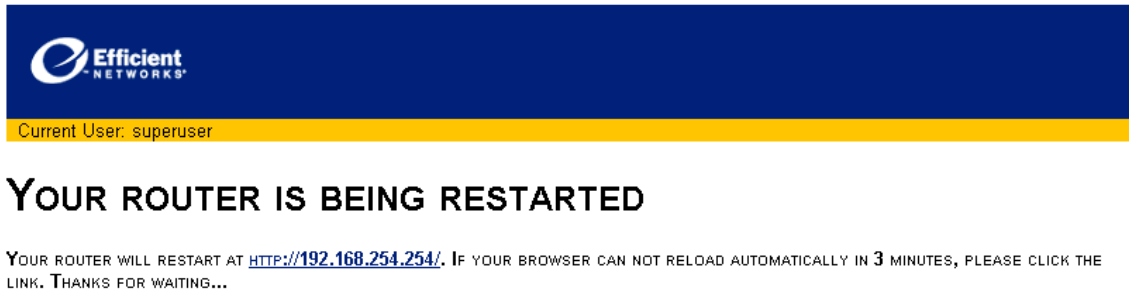 Efficient
NETWORKS®
Current User: superuser
YOUR ROUTER IS BEING RESTARTED
YOUR ROUTER WILL RESTART AT HTTP://192.168.254.254/. IF YOUR BROWSER CAN NOT RELOAD AUTOMATICALLY IN 3 MINUTES, PLEASE CLICK THE
LINK. THANKS FOR WAITING...